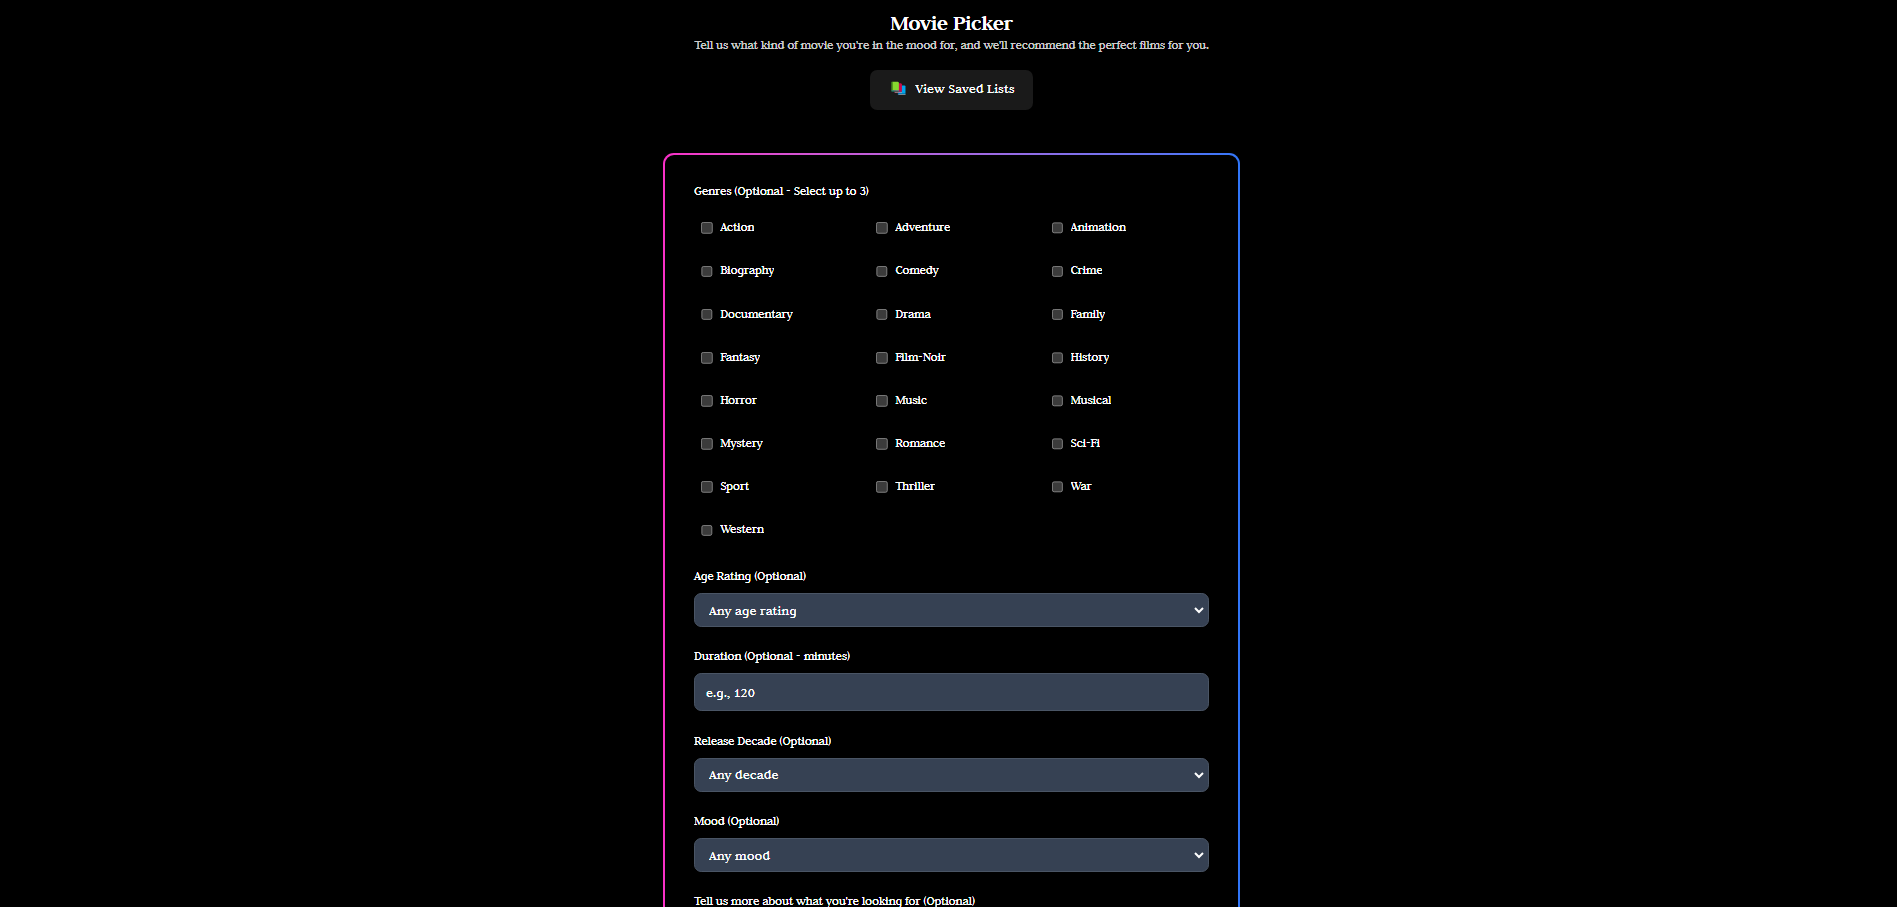 Movie Picker
Tell us what kind of movie you're in the mood for, and we'll recommend the perfect films for you.
View Saved Lists
Genres (Optional - Select up to 3)
Action
Adventure
Animation
Biography
Comedy
Crime
Documentary
Drama
Family
Fantasy
Film-Noir
History
Horror
Music
Musical
Mystery
Romance
Sci-Fi
Sport
Thriller
War
Western
Age Rating (Optional)
Any age rating
Duration (Optional - minutes)
e.g., 120
Release Decade (Optional)
Any decade
Mood (Optional)
Any mood
Tell us more about what you're looking for (Optional)